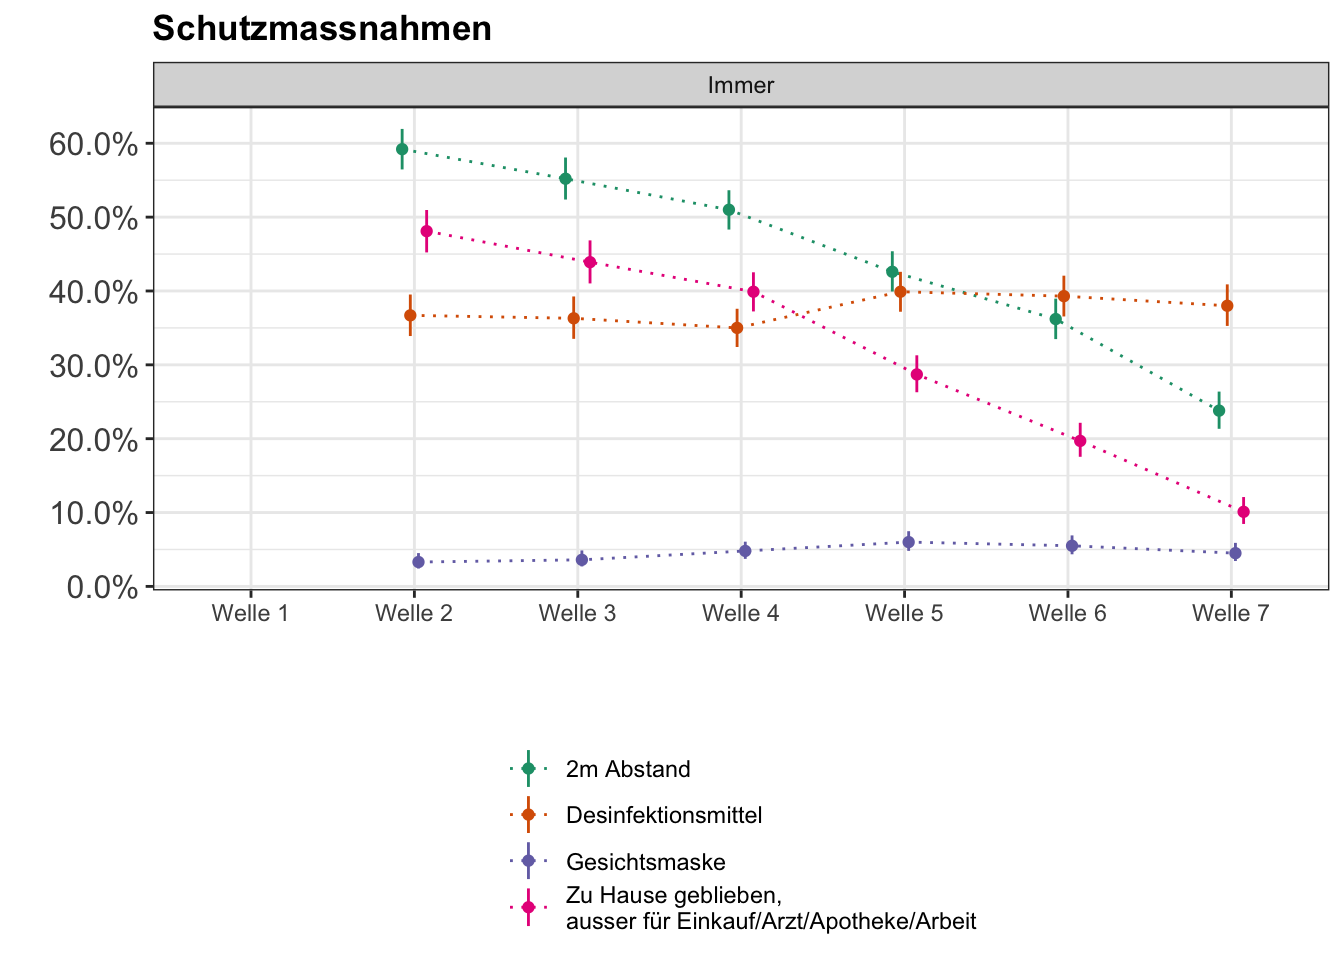 Schutzmassnahmen
Immer
60.0%
50.0%
40.0%
30.0%
20.0%
10.0%
0.0%
Welle 1 Welle 2 Welle 3 Welle 4 Welle 5 Welle 6 Welle 7
2m Abstand
Desinfektionsmittel
Gesichtsmaske
Zu Hause geblieben,
ausser für Einkauf/Arzt/Apotheke/Arbeit